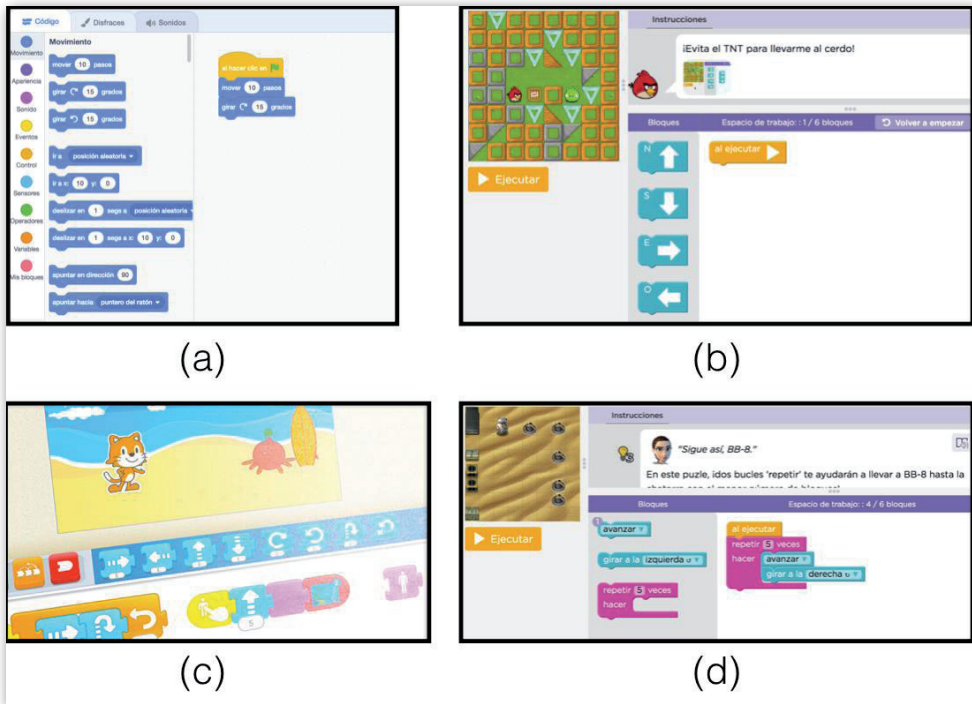 Código Disfraces Sonidos
Movimiento
Apariencia
Sonido
Eventos
Control
Sensores
Operadores
Variables
Mis bloques
Movimiento
mover 10 pasos
girar 15 grados
girar 15 grados
ir a posición aleatoria
ir a x: 10 y: 0
deslizar en 1 segs a posición aleatoria
deslizar en 1 segs a x: 10 y: 0
apuntar en dirección 90
apuntar hacia puntero del ratón
al hacer clic en
mover 10 pasos
girar 15 grados
(a)
Ejecutar
Instrucciones
¡Evita el TNT para llevarme al cerdo!
Bloques Espacio de trabajo: : 1 / 6 bloques Volver a empezar
N
S
E
O
al ejecutar
(b)
5
(c)
Ejecutar
Instrucciones
"Sigue así, BB-8."
En este puzle, ¡dos bucles 'repetir' te ayudarán a llevar a BB-8 hasta la
Bloques Espacio de trabajo: : 4 / 6 bloques
avanzar
girar a la izquierda
repetir 5 veces
hacer
al ejecutar
repetir 5 veces
hacer avanzar
girar a la derecha
(d)